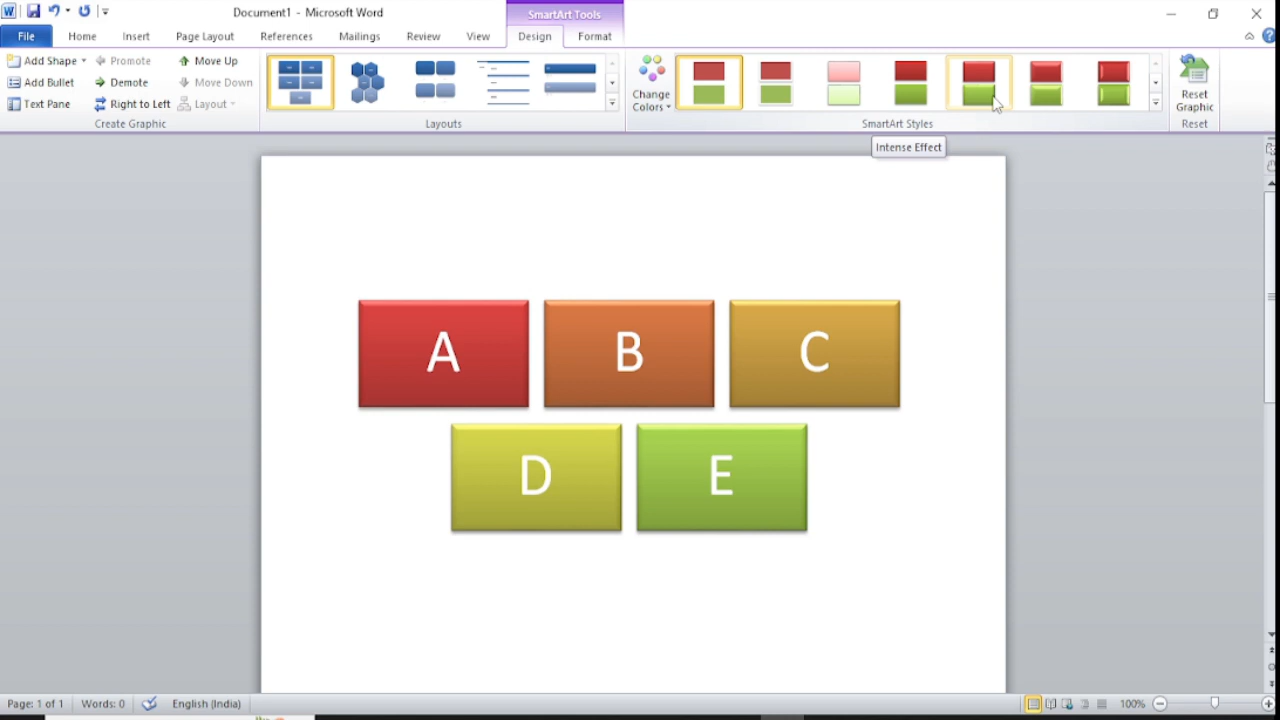 Document1 - Microsoft Word
SmartArt Tools
File Home Insert Page Layout References Mailings Review View Design Format
Add Shape Promote Move Up
Add Bullet Demote Move Down
Text Pane Right to Left Layout
Create Graphic
Layouts
Change Colors
SmartArt Styles
Reset Graphic
Reset
Intense Effect
A B C
D E
Page: 1 of 1 Words: 0 English (India) 100%